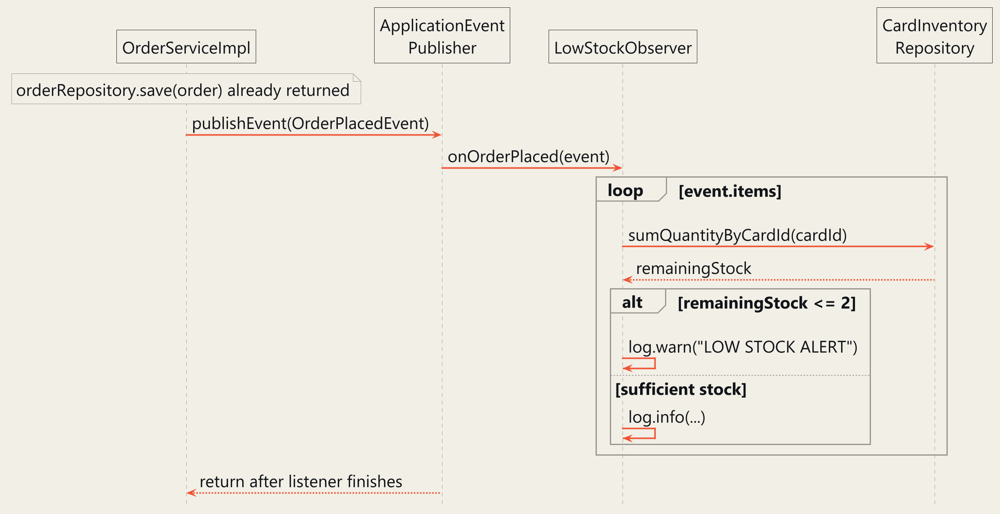 OrderServiceImpl
ApplicationEvent
Publisher
LowStockObserver
CardInventory
Repository
orderRepository.save(order) already returned
publishEvent(OrderPlacedEvent)
onOrderPlaced(event)
loop [event.items]
sumQuantityByCardId(cardId)
remainingStock
alt [remainingStock <= 2]
log.warn("LOW STOCK ALERT")
[sufficient stock]
log.info(...)
return after listener finishes